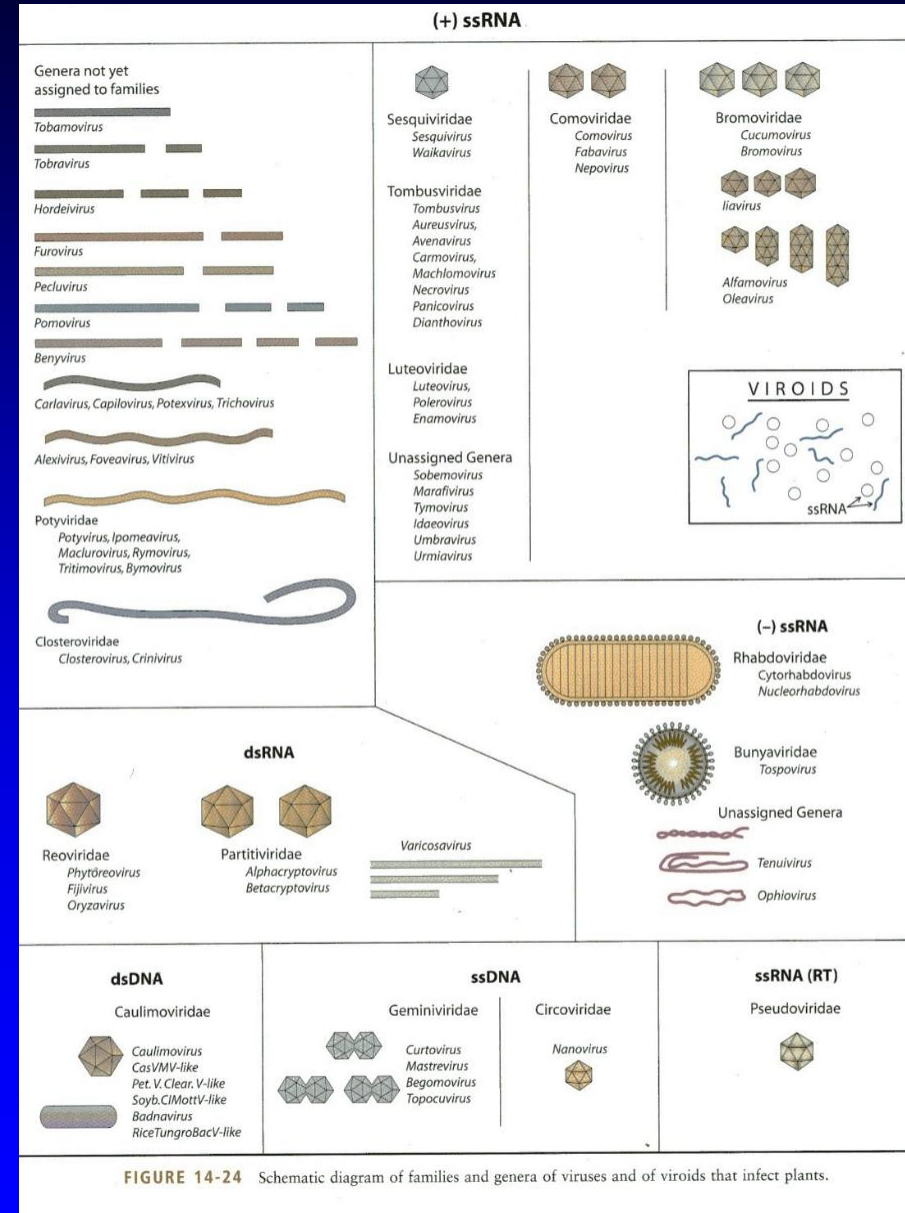 (+) ssRNA
Genera not yet
assigned to families
Tobamovirus
Tobravirus
Hordeivirus
Furovirus
Pecluvirus
Pomovirus
Benyvirus
Carlavirus, Capilovirus, Potexvirus, Trichovirus
Alexivirus, Foveavirus, Vitivirus
Potyviridae
Potyvirus, Ipomeavirus,
Maclurovirus, Rymovirus,
Tritimovirus, Bymovirus
Closteroviridae
Closterovirus, Crinivirus
Sesquiviridae
Sesquivirus
Waikavirus
Tombusviridae
Tombusvirus
Aureusvirus,
Avenavirus
Carmovirus,
Machlomovirus
Necrovirus
Panicovirus
Dianthovirus
Luteoviridae
Luteovirus,
Polerovirus
Enamovirus
Unassigned Genera
Sobemovirus
Marafivirus
Tymovirus
Idaeovirus
Umbravirus
Urmiavirus
Comoviridae
Comovirus
Fabavirus
Nepovirus
Bromoviridae
Cucumovirus
Bromovirus
Iiavirus
Alfamovirus
Oleavirus
VIROIDS
ssRNA
(–) ssRNA
Rhabdoviridae
Cytorhabdovirus
Nucleorhabdovirus
Bunyaviridae
Tospovirus
Unassigned Genera
Tenuivirus
Ophiovirus
dsRNA
Reoviridae
Phytoreovirus
Fijivirus
Oryzavirus
Partitiviridae
Alphacryptovirus
Betacryptovirus
Varicosavirus
dsDNA
Caulimoviridae
Caulimovirus
CasVMV-like
Pet. V. Clear. V-like
Soyb.ClMottV-like
Badnavirus
RiceTungroBacV-like
ssDNA
Geminiviridae
Curtovirus
Mastrevirus
Begomovirus
Topocuvirus
Circoviridae
Nanovirus
ssRNA (RT)
Pseudoviridae
FIGURE 14-24 Schematic diagram of families and genera of viruses and of viroids that infect plants.